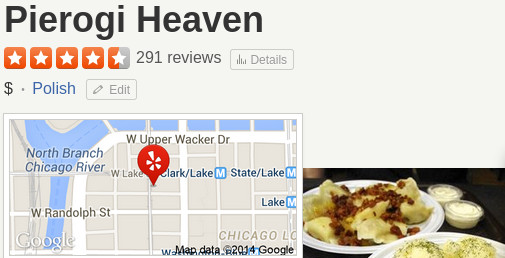 Pierogi Heaven
291 reviews
Details
$ · Polish
Edit
W Upper Wacker Dr
North Branch
Chicago River
W Lake
Clark/Lake M
State/Lake M
Lake M
W Randolph St
CHICAGO LO
Google
Map data ©2014 Google
Washington